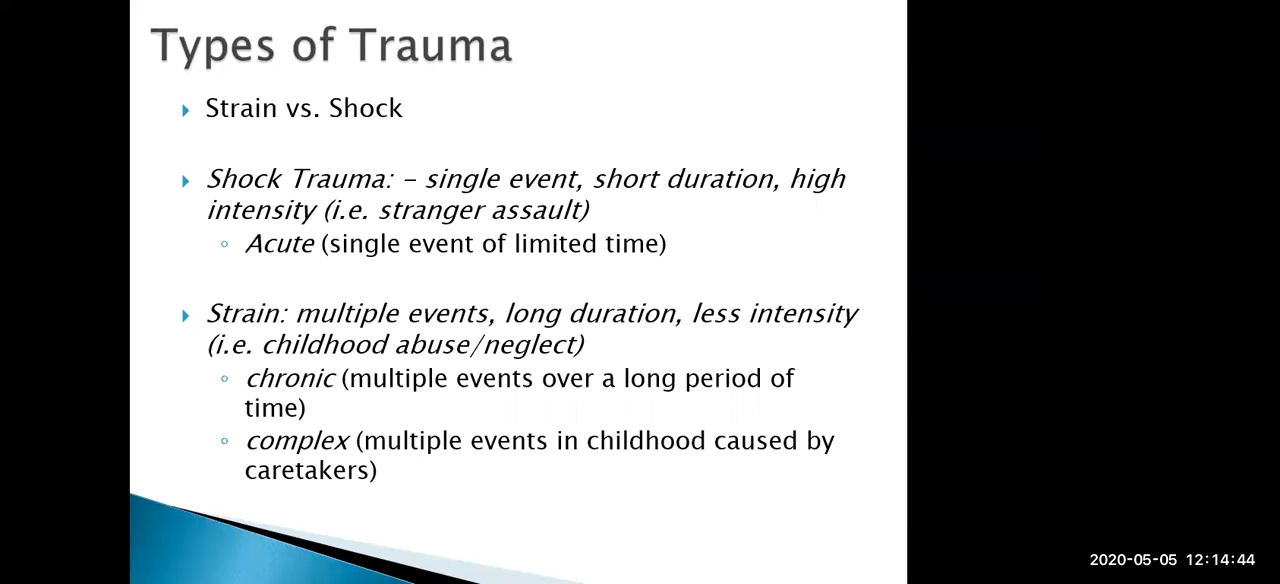 Types of Trauma
Strain vs. Shock
Shock Trauma: – single event, short duration, high
intensity (i.e. stranger assault)
Acute (single event of limited time)
Strain: multiple events, long duration, less intensity
(i.e. childhood abuse/neglect)
chronic (multiple events over a long period of
time)
complex (multiple events in childhood caused by
caretakers)
2020-05-05 12:14:44